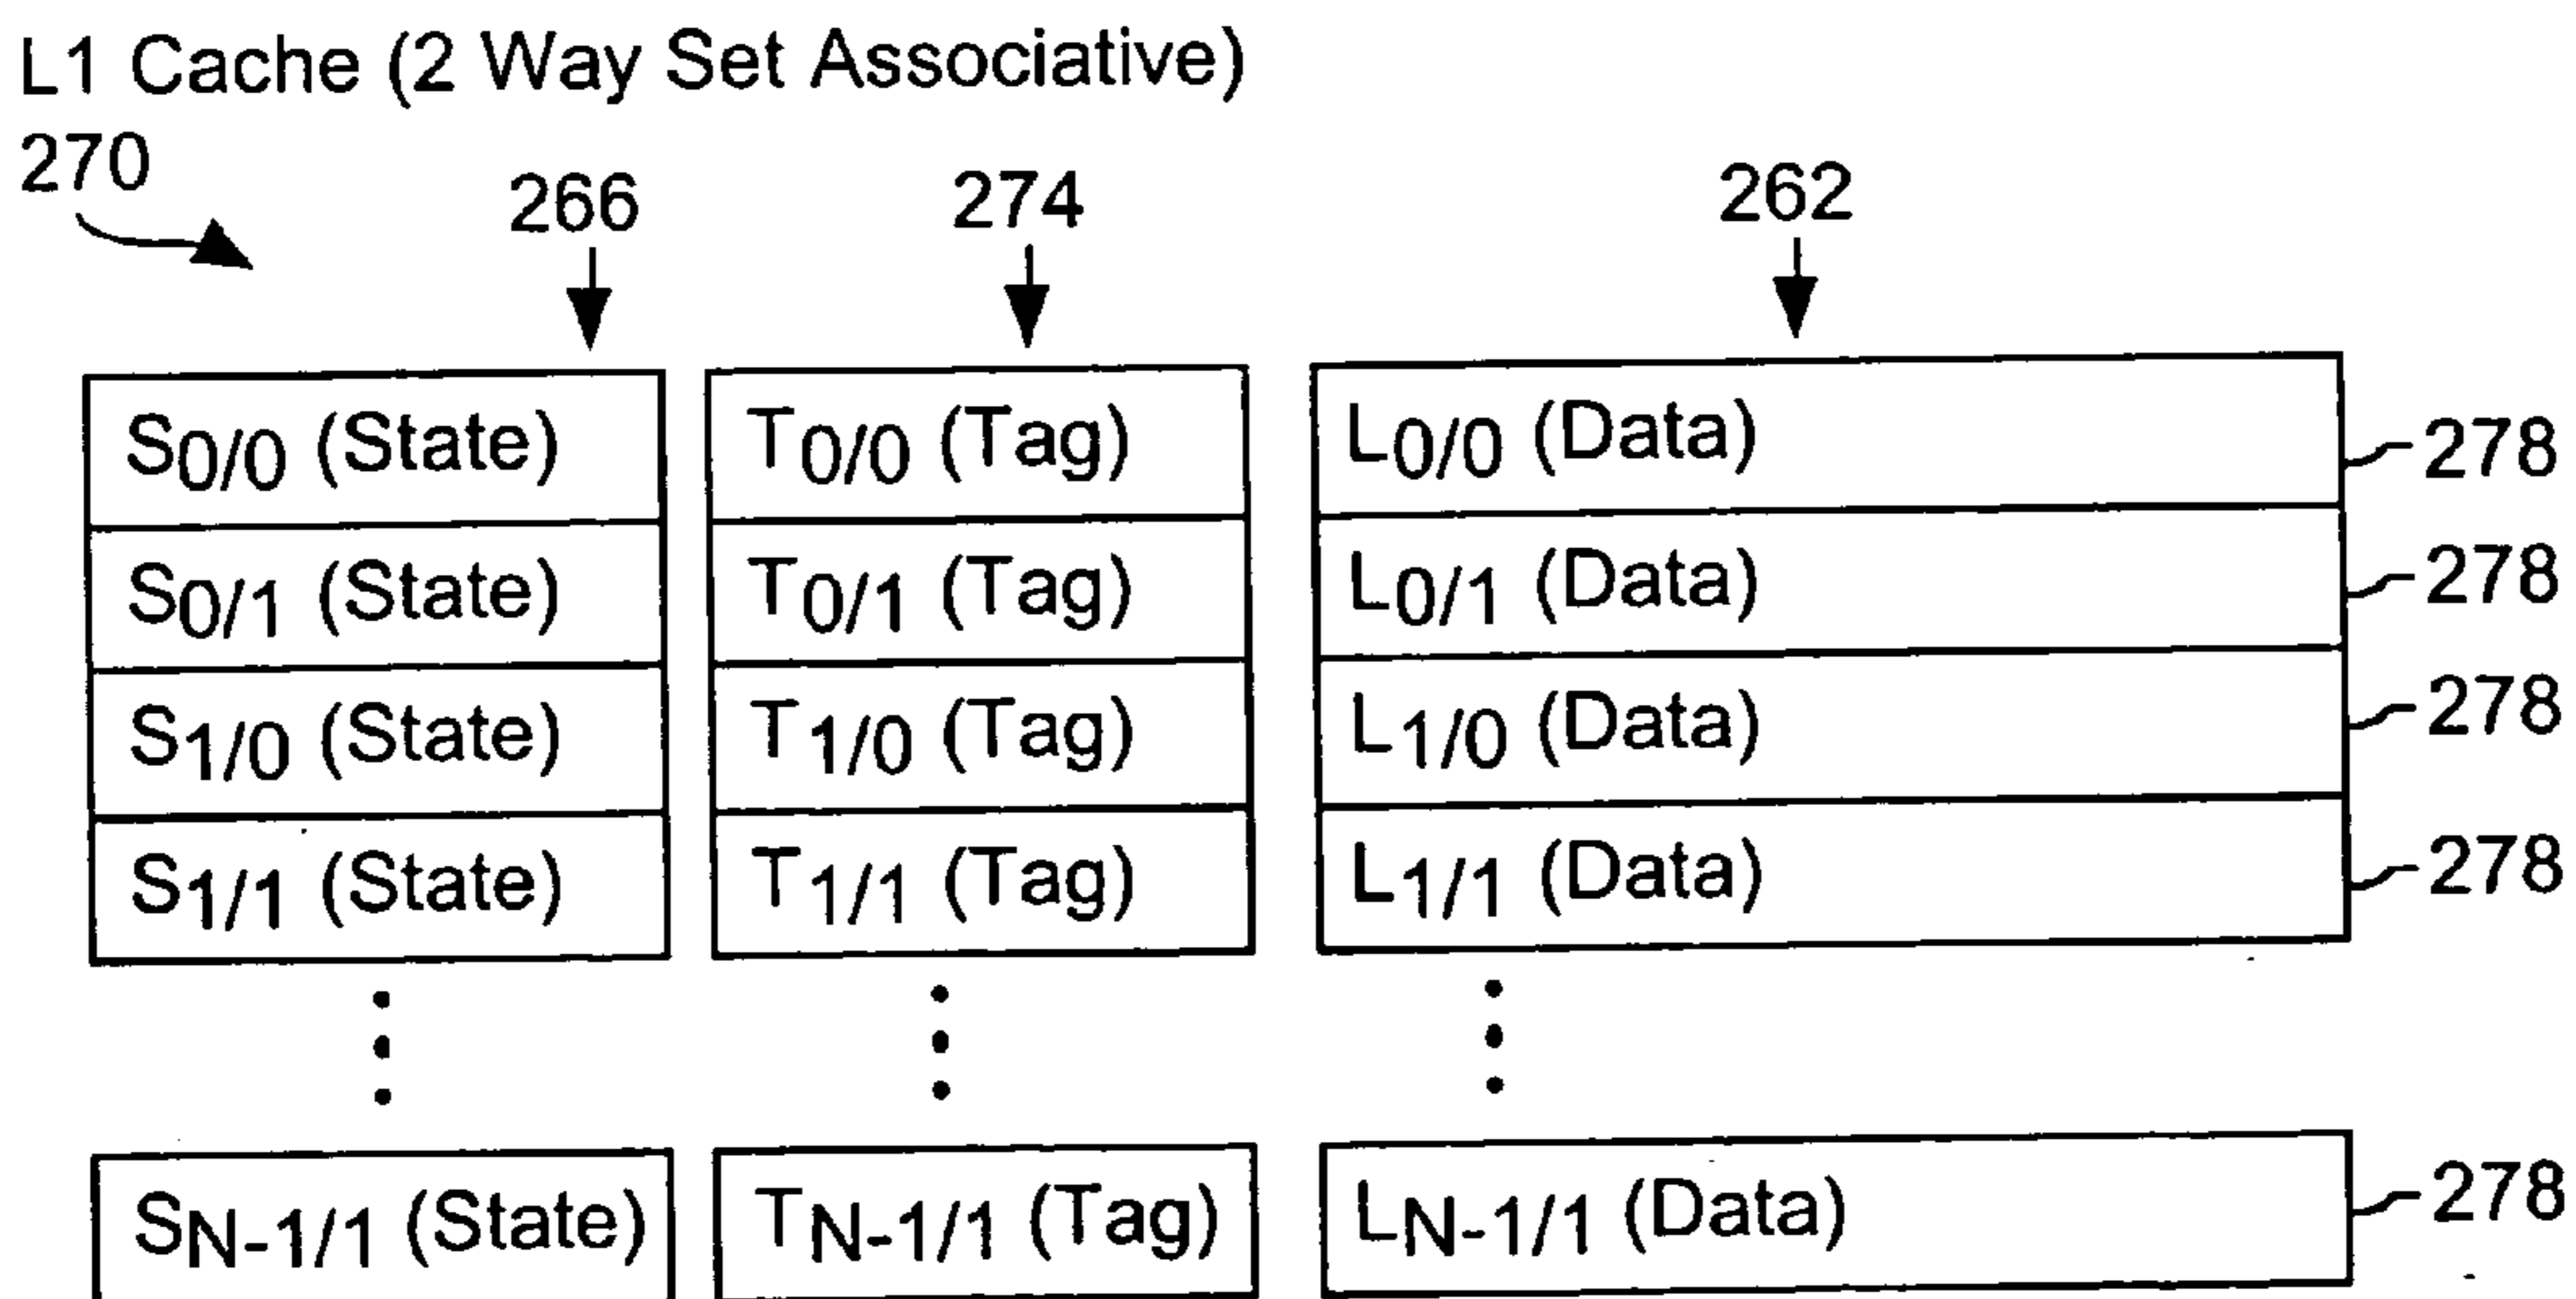 L1 Cache (2 Way Set Associative)
270
266 274 262
S0/0 (State) T0/0 (Tag) L0/0 (Data) 278
S0/1 (State) T0/1 (Tag) L0/1 (Data) 278
S1/0 (State) T1/0 (Tag) L1/0 (Data) 278
S1/1 (State) T1/1 (Tag) L1/1 (Data) 278
SN-1/1 (State) TN-1/1 (Tag) LN-1/1 (Data) 278